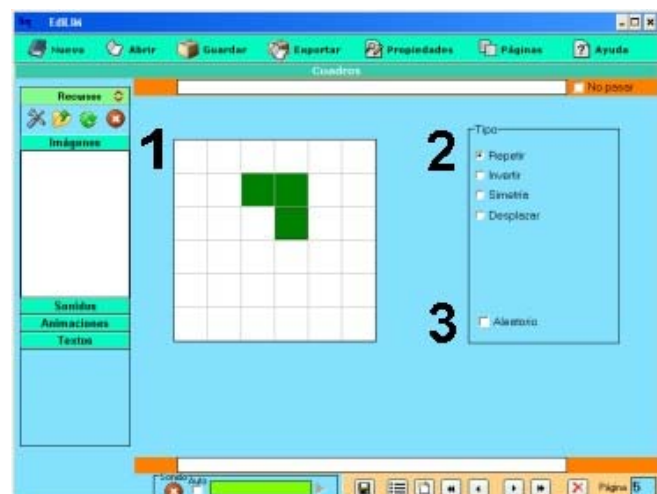 EdiLim
Nuevo Abrir Guardar Exportar Propiedades Páginas Ayuda
Cuadros
No pasar
Recursos
Imágenes
Sonidos
Animaciones
Textos
1
2
3
Tipo
Repetir
Invertir
Simetría
Desplazar
Aleatorio
Sonido Auto
Página 5